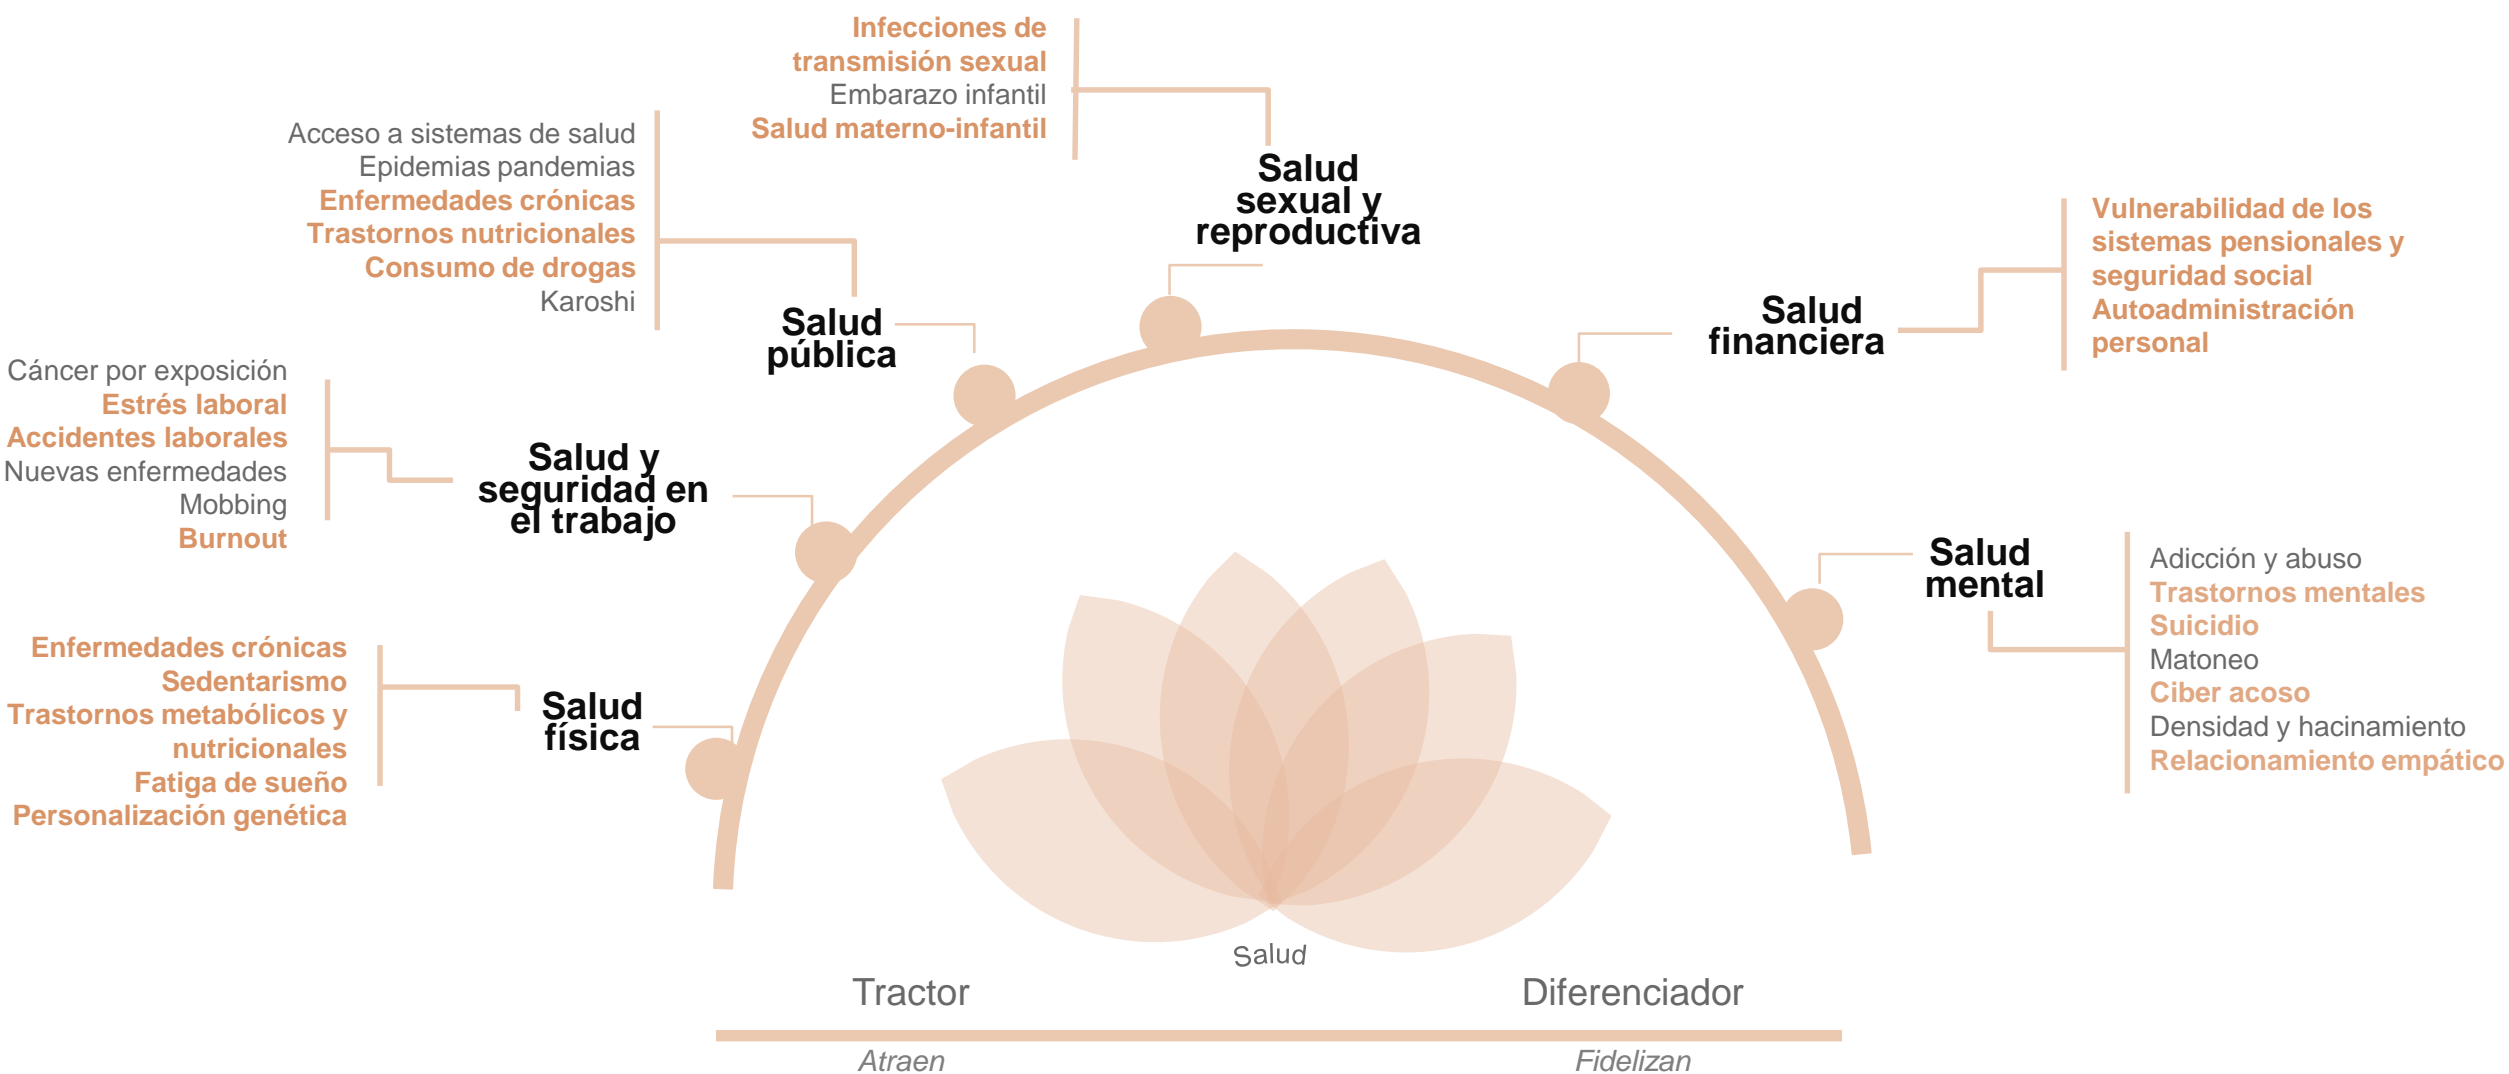 Infecciones de
transmisión sexual
Embarazo infantil
Salud materno-infantil
Salud
sexual y
reproductiva
Acceso a sistemas de salud
Epidemias pandemias
Enfermedades crónicas
Trastornos nutricionales
Consumo de drogas
Karoshi
Salud
pública
Vulnerabilidad de los
sistemas pensionales y
seguridad social
Autoadministración
personal
Salud
financiera
Cáncer por exposición
Estrés laboral
Accidentes laborales
Nuevas enfermedades
Mobbing
Burnout
Salud y
seguridad en
el trabajo
Salud
mental
Adicción y abuso
Trastornos mentales
Suicidio
Matoneo
Ciber acoso
Densidad y hacinamiento
Relacionamiento empático
Enfermedades crónicas
Sedentarismo
Trastornos metabólicos y
nutricionales
Fatiga de sueño
Personalización genética
Salud
física
Salud
Tractor
Diferenciador
Atraen
Fidelizan